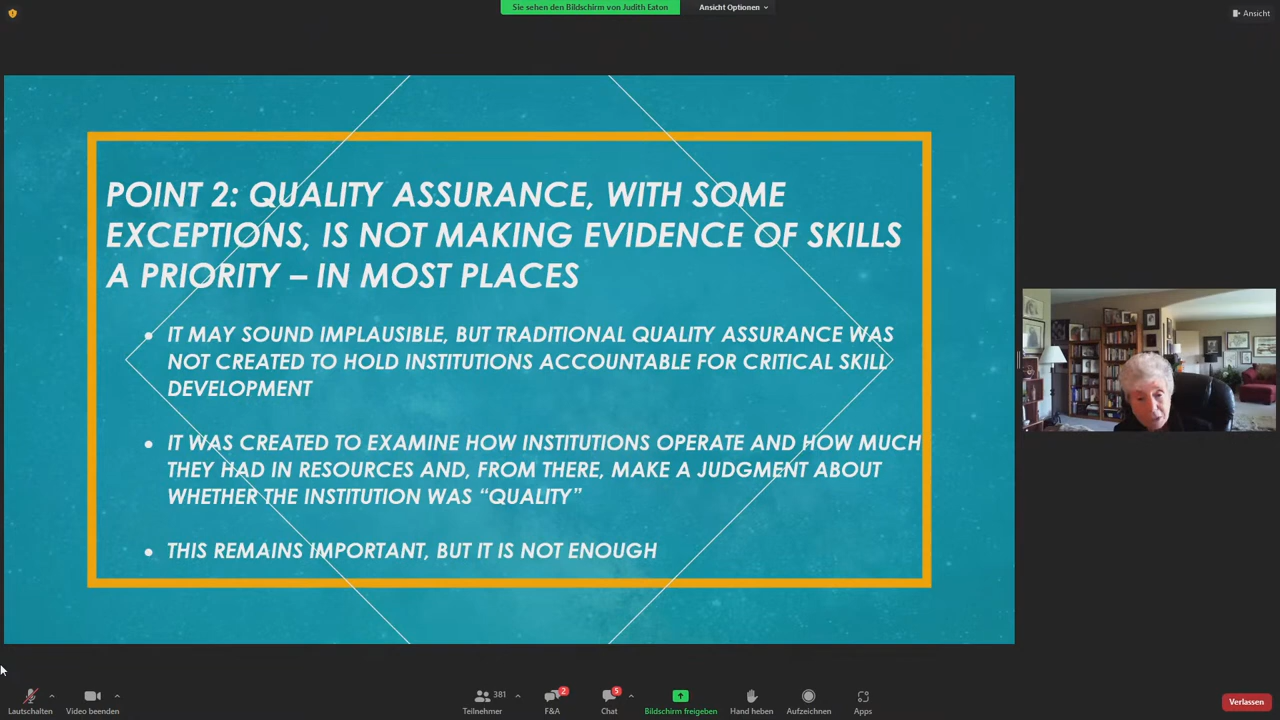 Sie sehen den Bildschirm von Judith Eaton
Ansicht Optionen
Ansicht
POINT 2: QUALITY ASSURANCE, WITH SOME
EXCEPTIONS, IS NOT MAKING EVIDENCE OF SKILLS
A PRIORITY – IN MOST PLACES
• IT MAY SOUND IMPLAUSIBLE, BUT TRADITIONAL QUALITY ASSURANCE WAS
NOT CREATED TO HOLD INSTITUTIONS ACCOUNTABLE FOR CRITICAL SKILL
DEVELOPMENT
• IT WAS CREATED TO EXAMINE HOW INSTITUTIONS OPERATE AND HOW MUCH
THEY HAD IN RESOURCES AND, FROM THERE, MAKE A JUDGMENT ABOUT
WHETHER THE INSTITUTION WAS “QUALITY”
• THIS REMAINS IMPORTANT, BUT IT IS NOT ENOUGH
381 2 5
Lautschalten Video beenden Teilnehmer F&A Chat Bildschirm freigeben Hand heben Aufzeichnen Apps Verlassen